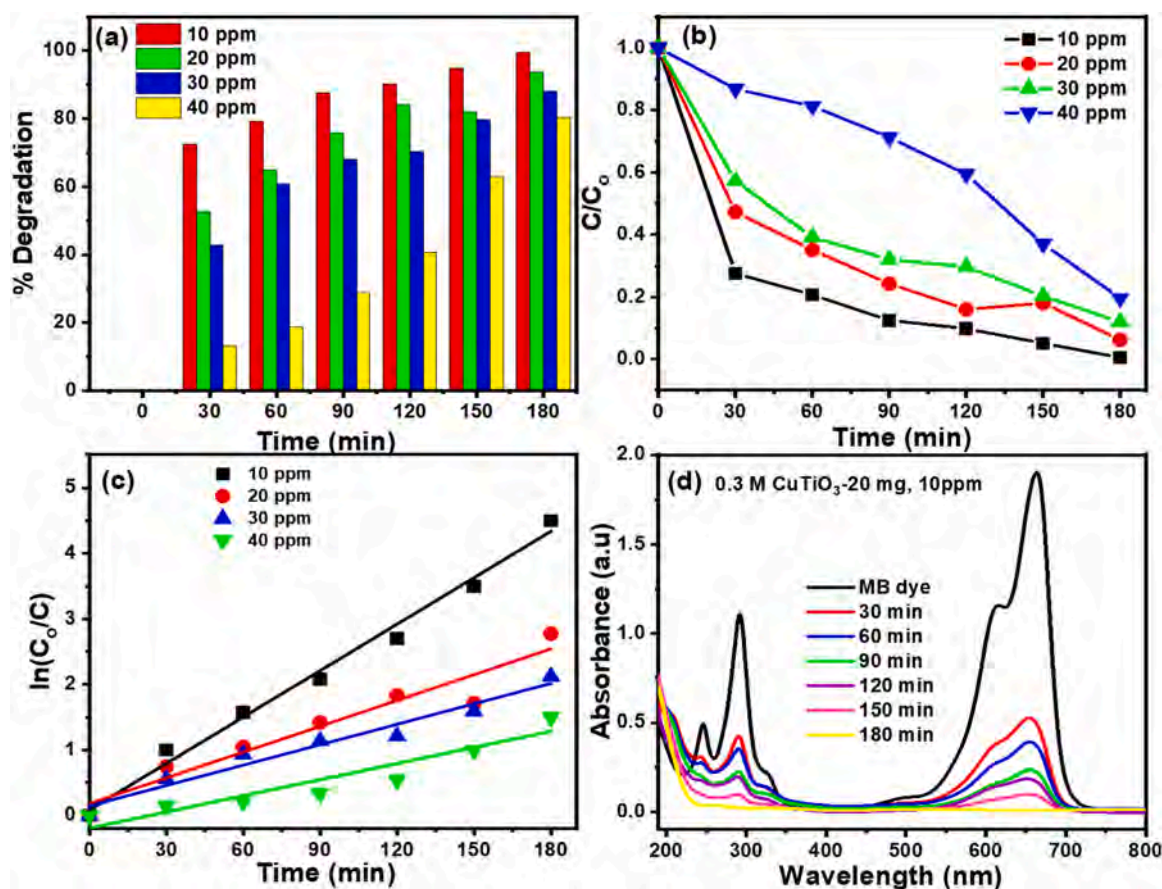 (a)
10 ppm
20 ppm
30 ppm
40 ppm
% Degradation
100
80
60
40
20
0
0 30 60 90 120 150 180
Time (min)
(b)
10 ppm
20 ppm
30 ppm
40 ppm
C/Co
1.0
0.8
0.6
0.4
0.2
0.0
0 30 60 90 120 150 180
Time (min)
(c)
10 ppm
20 ppm
30 ppm
40 ppm
ln(Co/C)
5
4
3
2
1
0
0 30 60 90 120 150 180
Time (min)
(d)
0.3 M CuTiO3-20 mg, 10ppm
MB dye
30 min
60 min
90 min
120 min
150 min
180 min
Absorbance (a.u)
2.0
1.5
1.0
0.5
0.0
200 300 400 500 600 700 800
Wavelength (nm)